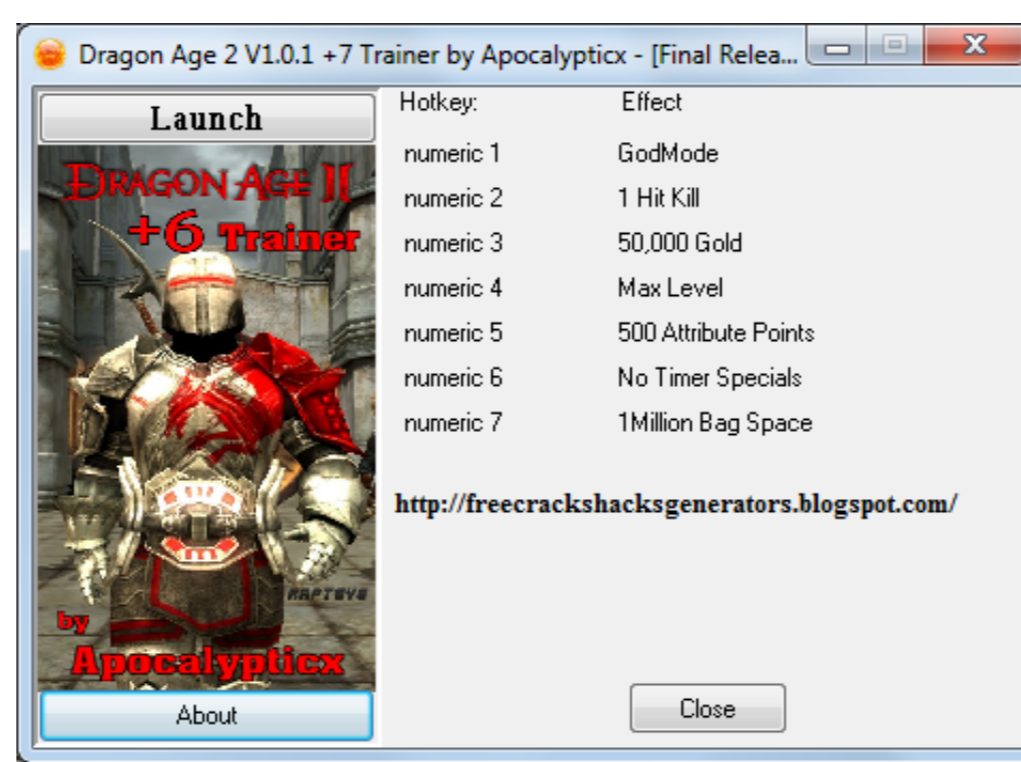 Dragon Age 2 V1.0.1 +7 Trainer by Apocalypticx - [Final Relea...
Launch
DRAGON AGE II
+6 Trainer
by
Apocalypticx
About
Hotkey: Effect
numeric 1 GodMode
numeric 2 1 Hit Kill
numeric 3 50,000 Gold
numeric 4 Max Level
numeric 5 500 Attribute Points
numeric 6 No Timer Specials
numeric 7 1Million Bag Space
http://freecrackshacksgenerators.blogspot.com/
Close